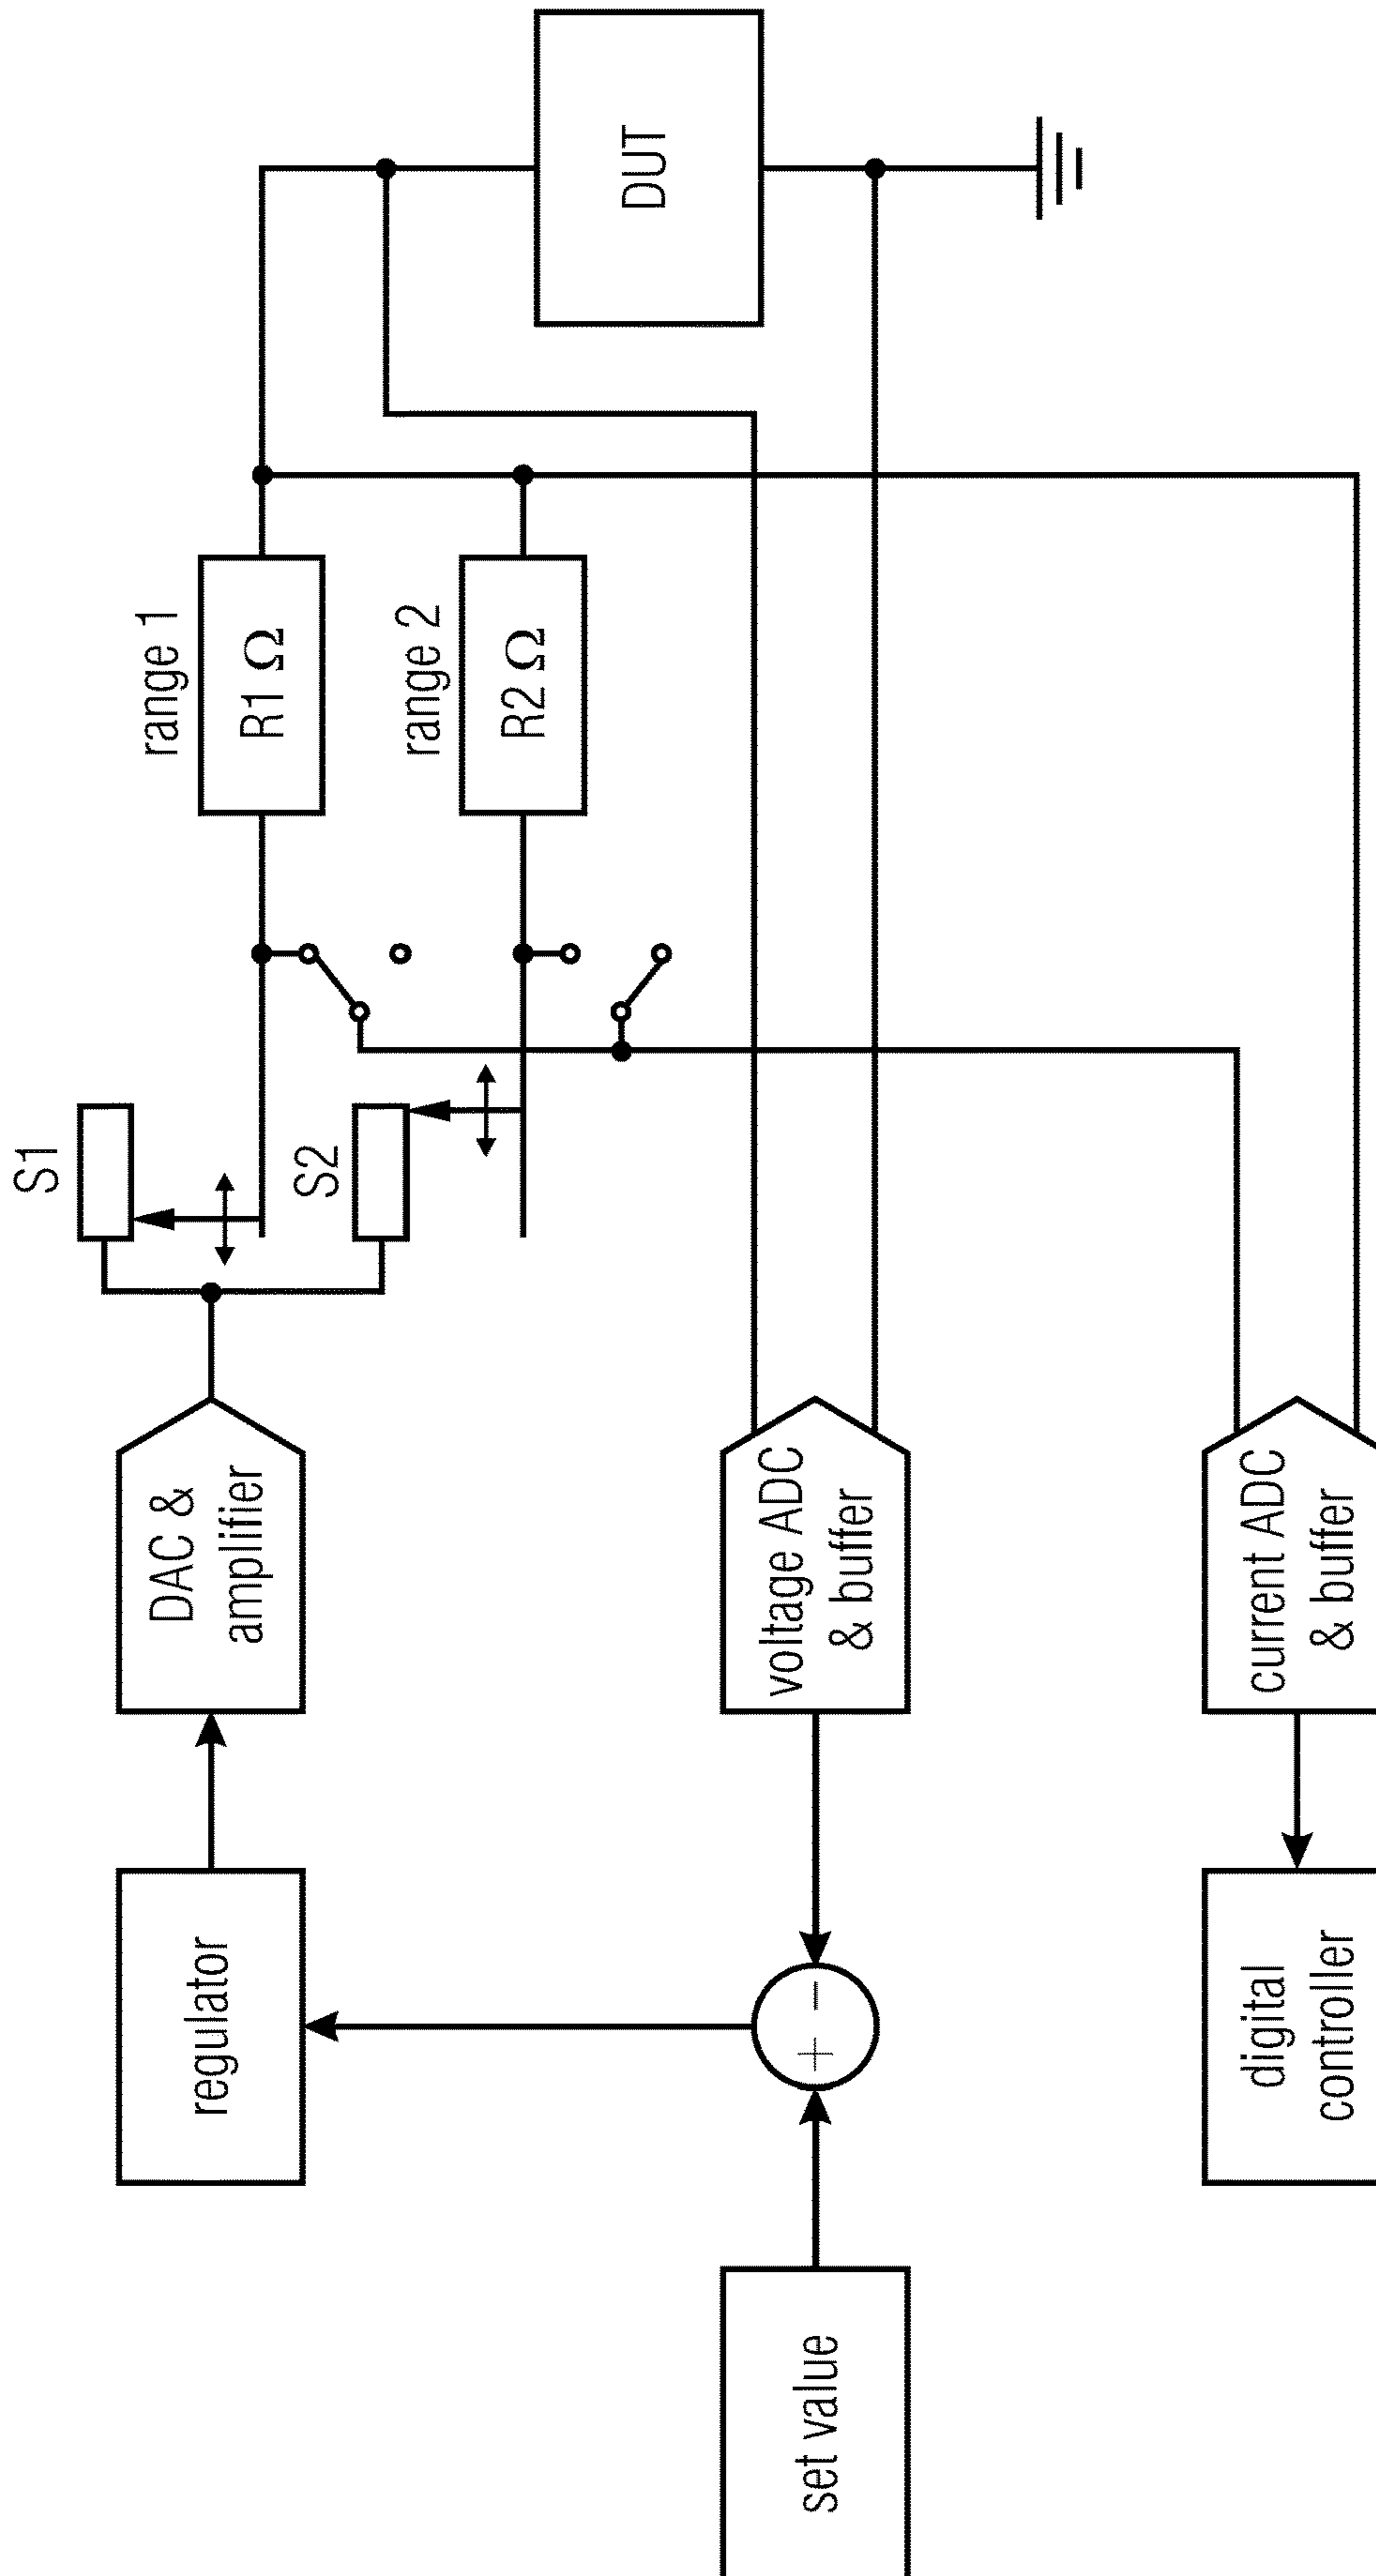 set value
+
-
regulator
DAC &
amplifier
voltage ADC
& buffer
digital
controller
current ADC
& buffer
S1
S2
range 1
R1 Ω
range 2
R2 Ω
DUT